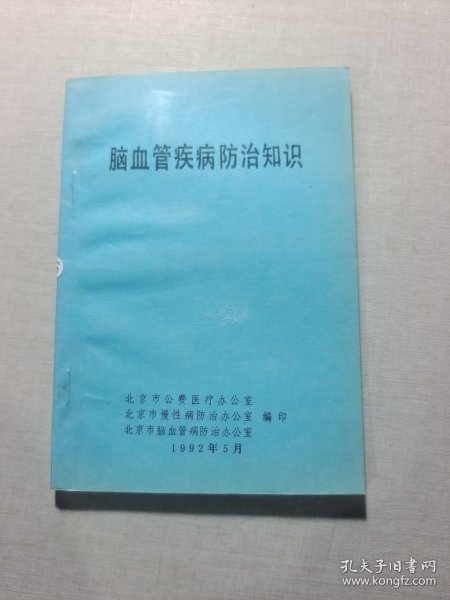 脑血管疾病防治知识
北京市公费医疗办公室
北京市慢性病防治办公室 编印
北京市脑血管病防治办公室
1992年5月
孔夫子旧书网
www.kongfz.com